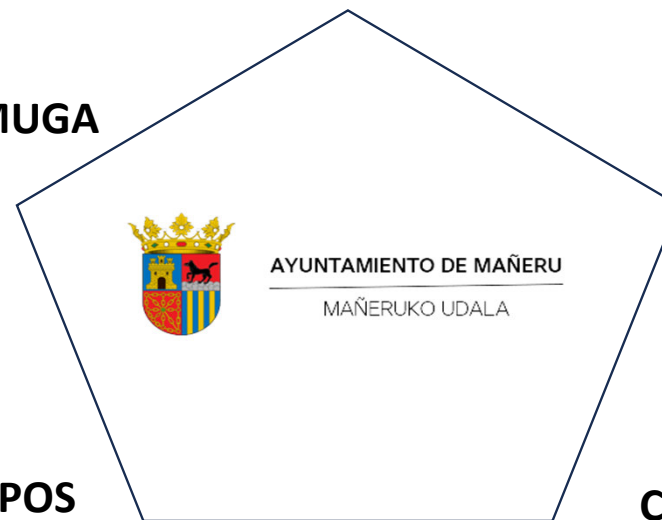 MUGA
AYUNTAMIENTO DE MAÑERU
MAÑERUKO UDALA
POS
C